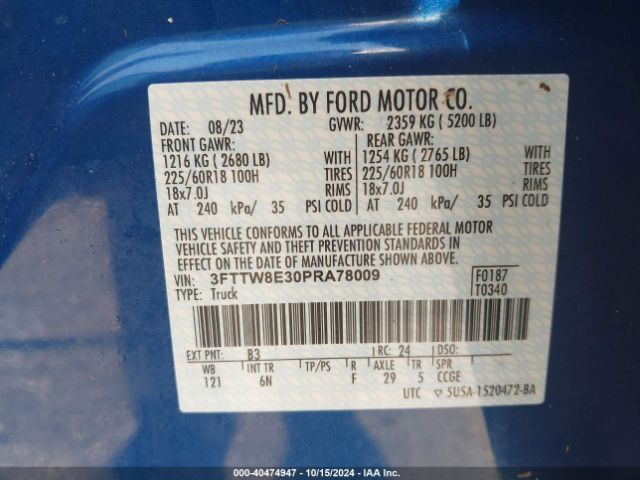 MFD. BY FORD MOTOR CO.
DATE: 08/23 GVWR: 2359 KG ( 5200 LB)
FRONT GAWR: REAR GAWR:
1216 KG ( 2680 LB) WITH 1254 KG ( 2765 LB) WITH
225/60R18 100H TIRES 225/60R18 100H TIRES
18x7.0J RIMS 18x7.0J RIMS
AT 240 kPa/ 35 PSI COLD AT 240 kPa/ 35 PSI COLD
THIS VEHICLE CONFORMS TO ALL APPLICABLE FEDERAL MOTOR
VEHICLE SAFETY AND THEFT PREVENTION STANDARDS IN
EFFECT ON THE DATE OF MANUFACTURE SHOWN ABOVE.
VIN: 3FTTW8E30PRA78009 F0187
TYPE: Truck T0340
EXT PNT: B3 RC: 24 DSO:
WB INT TR TP/PS R AXLE TR SPR
121 6N F 29 5 CCGE
UTC ▽ 5U5A-1520472-BA
000-40474947 - 10/15/2024 - IAA Inc.